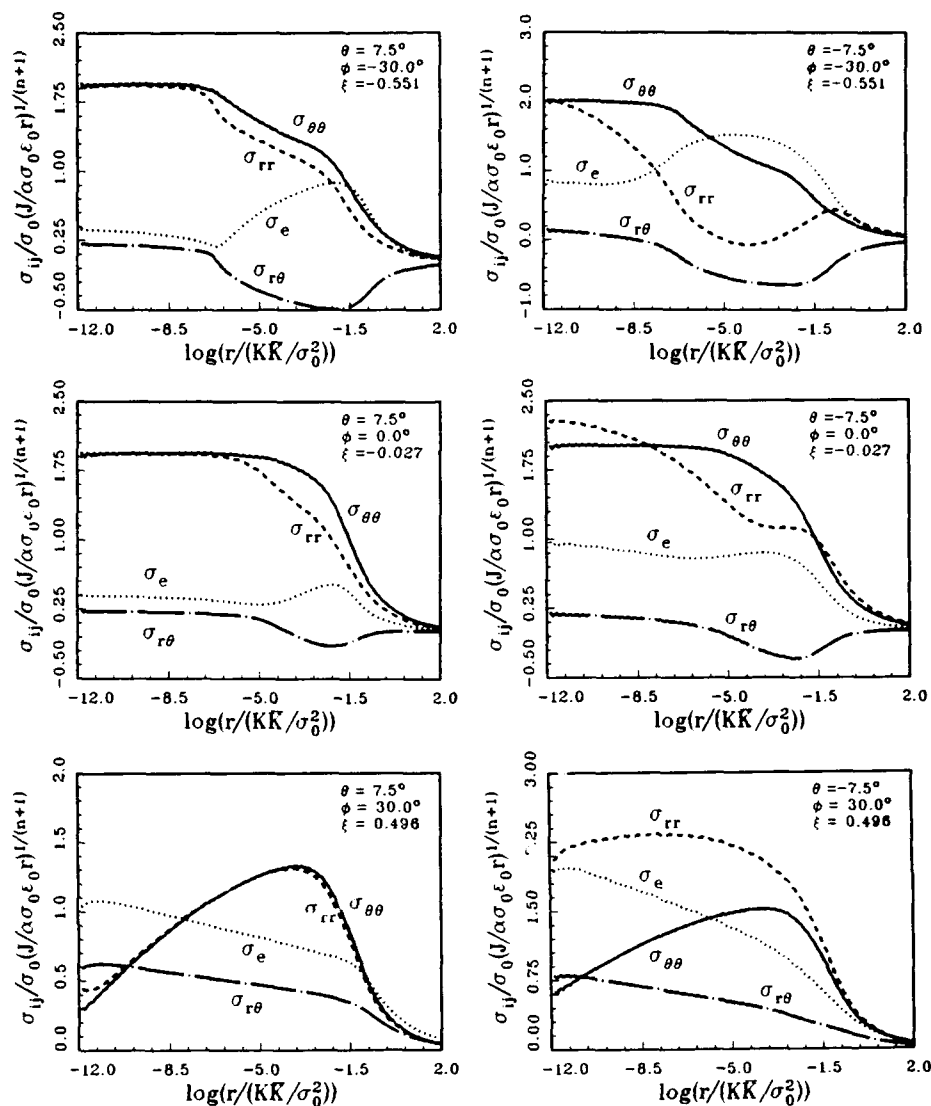 2.50
1.75
1.00
0.25
-0.50
σij/σ0(J/ασ0ε0r)^1/(n+1)
θ = 7.5°
φ = -30.0°
ξ = -0.551
σθθ
σrr
σe
σrθ
-12.0 -8.5 -5.0 -1.5 2.0
log(r/(KK̄/σ0²))
3.0
2.0
1.0
0.0
-1.0
σij/σ0(J/ασ0ε0r)^1/(n+1)
θ = -7.5°
φ = -30.0°
ξ = -0.551
σθθ
σe
σrr
σrθ
-12.0 -8.5 -5.0 -1.5 2.0
log(r/(KK̄/σ0²))
2.50
1.75
1.00
0.25
-0.50
σij/σ0(J/ασ0ε0r)^1/(n+1)
θ = 7.5°
φ = 0.0°
ξ = -0.027
σθθ
σrr
σe
σrθ
-12.0 -8.5 -5.0 -1.5 2.0
log(r/(KK̄/σ0²))
2.50
1.75
1.00
0.25
-0.50
σij/σ0(J/ασ0ε0r)^1/(n+1)
θ = -7.5°
φ = 0.0°
ξ = -0.027
σθθ
σrr
σe
σrθ
-12.0 -8.5 -5.0 -1.5 2.0
log(r/(KK̄/σ0²))
2.0
1.5
1.0
0.5
0.0
σij/σ0(J/ασ0ε0r)^1/(n+1)
θ = 7.5°
φ = 30.0°
ξ = 0.496
σrr
σθθ
σe
σrθ
-12.0 -8.5 -5.0 -1.5 2.0
log(r/(KK̄/σ0²))
3.00
2.25
1.50
0.75
0.00
σij/σ0(J/ασ0ε0r)^1/(n+1)
θ = -7.5°
φ = 30.0°
ξ = 0.496
σrr
σe
σθθ
σrθ
-12.0 -8.5 -5.0 -1.5 2.0
log(r/(KK̄/σ0²))